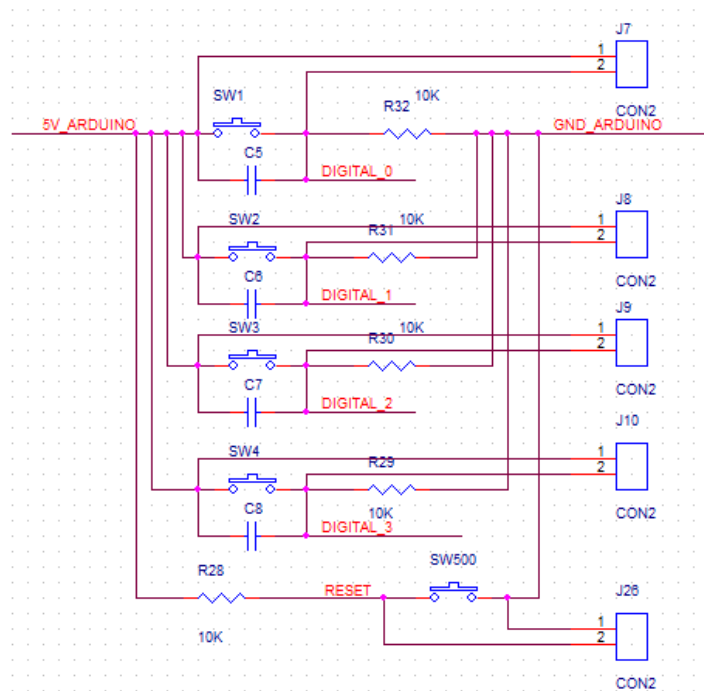 J7
1
2
CON2
SW1
10K
R32
5V_ARDUINO
GND_ARDUINO
C5
DIGITAL_0
J8
1
2
CON2
SW2
10K
R31
C6
DIGITAL_1
J9
1
2
CON2
SW3
10K
R30
C7
DIGITAL_2
J10
1
2
CON2
SW4
R29
10K
C8
DIGITAL_3
R28
RESET
SW500
10K
J26
1
2
CON2